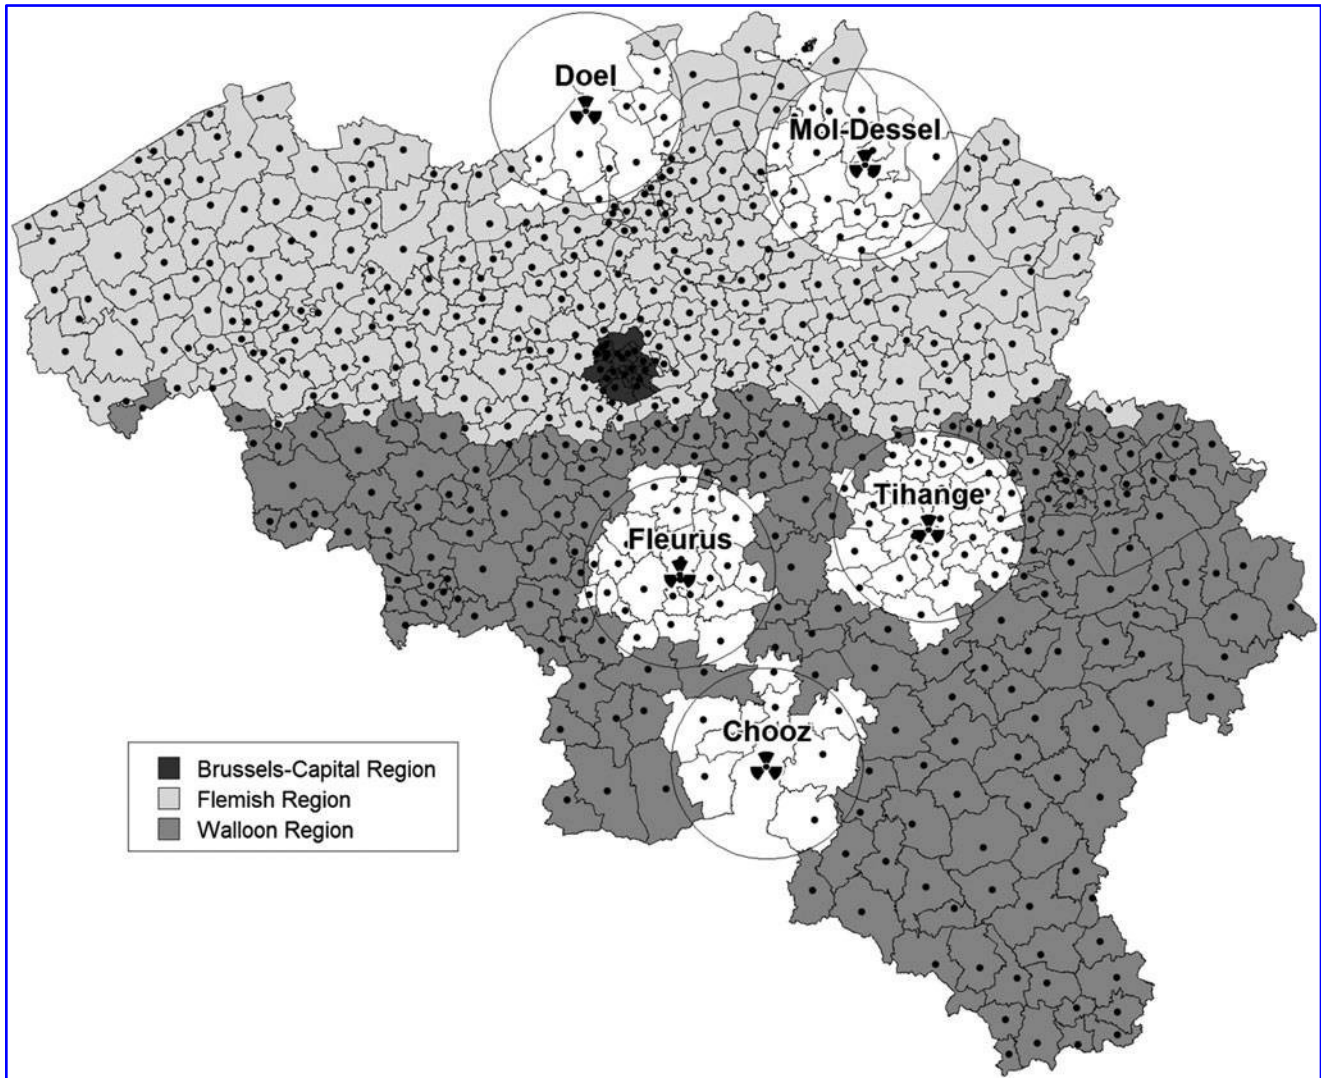 Doel
Mol-Dessel
Tihange
Fleurus
Chooz
Brussels-Capital Region
Flemish Region
Walloon Region